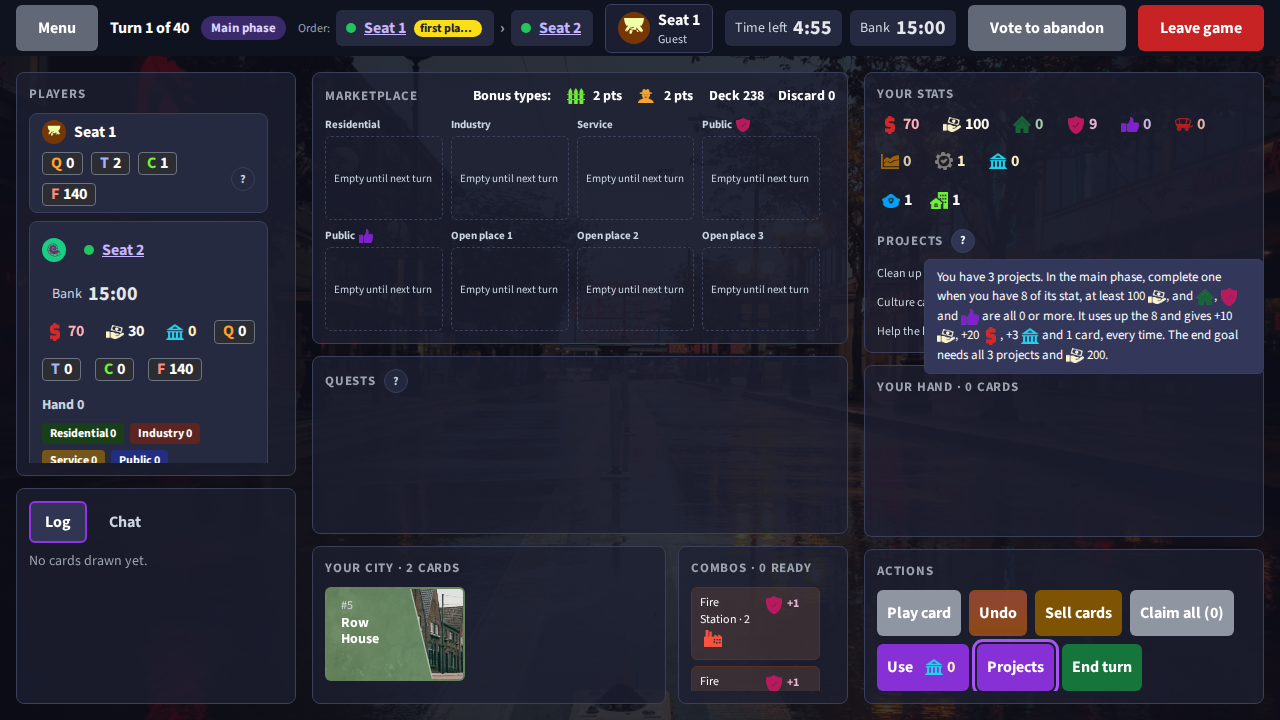 Menu
Turn 1 of 40
Main phase
Order:
Seat 1
first pla...
›
Seat 2
Seat 1
Guest
Time left 4:55
Bank 15:00
Vote to abandon
Leave game
PLAYERS
Seat 1
Q 0
T 2
C 1
F 140
?
Seat 2
Bank 15:00
70
30
0
Q 0
T 0
C 0
F 140
Hand 0
Residential 0
Industry 0
Service 0
Public 0
Log
Chat
No cards drawn yet.
MARKETPLACE
Bonus types:
2 pts
2 pts
Deck 238
Discard 0
Residential
Industry
Service
Public
Empty until next turn
Empty until next turn
Empty until next turn
Empty until next turn
Public
Open place 1
Open place 2
Open place 3
Empty until next turn
Empty until next turn
Empty until next turn
Empty until next turn
QUESTS
?
YOUR CITY · 2 CARDS
#5
Row
House
COMBOS · 0 READY
Fire
Station · 2
+1
Fire
+1
YOUR STATS
70
100
0
9
0
0
0
1
0
1
1
PROJECTS
?
Clean up
Culture ca
Help the
You have 3 projects. In the main phase, complete one
when you have 8 of its stat, at least 100 , and ,
and are all 0 or more. It uses up the 8 and gives +10
, +20 , +3 and 1 card, every time. The end goal
needs all 3 projects and 200.
YOUR HAND · 0 CARDS
ACTIONS
Play card
Undo
Sell cards
Claim all (0)
Use 0
Projects
End turn